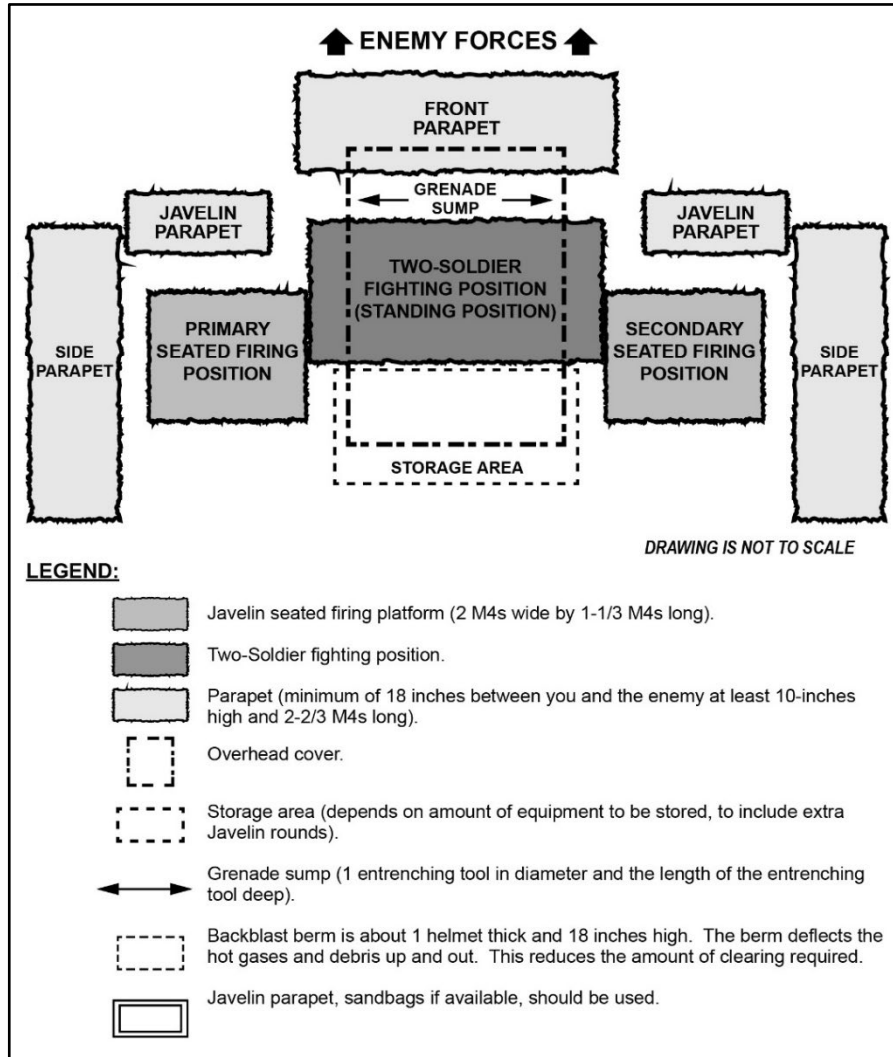 ENEMY FORCES
FRONT
PARAPET
GRENADE
SUMP
JAVELIN
PARAPET
JAVELIN
PARAPET
TWO-SOLDIER
FIGHTING POSITION
(STANDING POSITION)
SIDE
PARAPET
PRIMARY
SEATED FIRING
POSITION
SECONDARY
SEATED FIRING
POSITION
SIDE
PARAPET
STORAGE AREA
DRAWING IS NOT TO SCALE
LEGEND:
Javelin seated firing platform (2 M4s wide by 1-1/3 M4s long).
Two-Soldier fighting position.
Parapet (minimum of 18 inches between you and the enemy at least 10-inches
high and 2-2/3 M4s long).
Overhead cover.
Storage area (depends on amount of equipment to be stored, to include extra
Javelin rounds).
Grenade sump (1 entrenching tool in diameter and the length of the entrenching
tool deep).
Backblast berm is about 1 helmet thick and 18 inches high.  The berm deflects the
hot gases and debris up and out.  This reduces the amount of clearing required.
Javelin parapet, sandbags if available, should be used.